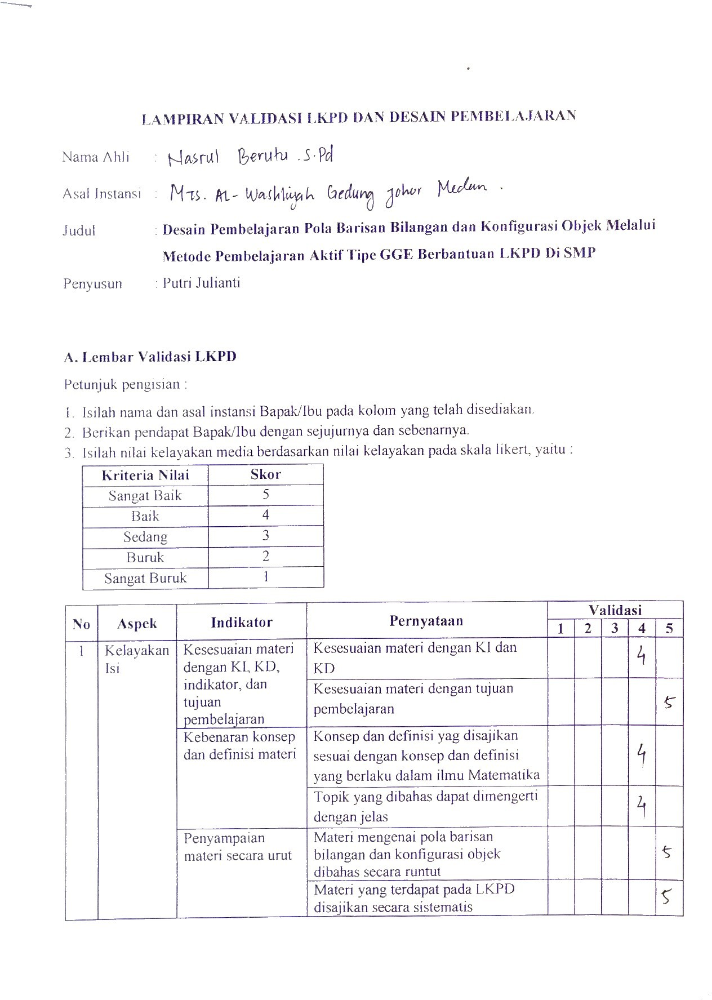 LAMPIRAN VALIDASI LKPD DAN DESAIN PEMBELAJARAN
Nama Ahli : Nasrul Berutu .S.Pd
Asal Instansi : MTs. AL-Washliyah Gedung Johor Medan .
Judul : Desain Pembelajaran Pola Barisan Bilangan dan Konfigurasi Objek Melalui
Metode Pembelajaran Aktif Tipe GGE Berbantuan LKPD Di SMP
Penyusun : Putri Julianti
A. Lembar Validasi LKPD
Petunjuk pengisian :
1. Isilah nama dan asal instansi Bapak/Ibu pada kolom yang telah disediakan.
2. Berikan pendapat Bapak/Ibu dengan sejujurnya dan sebenarnya.
3. Isilah nilai kelayakan media berdasarkan nilai kelayakan pada skala likert, yaitu :
Kriteria Nilai Skor
Sangat Baik 5
Baik 4
Sedang 3
Buruk 2
Sangat Buruk 1
No Aspek Indikator Pernyataan Validasi
1 2 3 4 5
1 Kelayakan Isi
Kesesuaian materi
dengan KI, KD,
indikator, dan
tujuan
pembelajaran
Kesesuaian materi dengan KI dan
KD
4
Kesesuaian materi dengan tujuan
pembelajaran
5
Kebenaran konsep
dan definisi materi
Konsep dan definisi yag disajikan
sesuai dengan konsep dan definisi
yang berlaku dalam ilmu Matematika
4
Topik yang dibahas dapat dimengerti
dengan jelas
4
Penyampaian
materi secara urut
Materi mengenai pola barisan
bilangan dan konfigurasi objek
dibahas secara runtut
5
Materi yang terdapat pada LKPD
disajikan secara sistematis
5